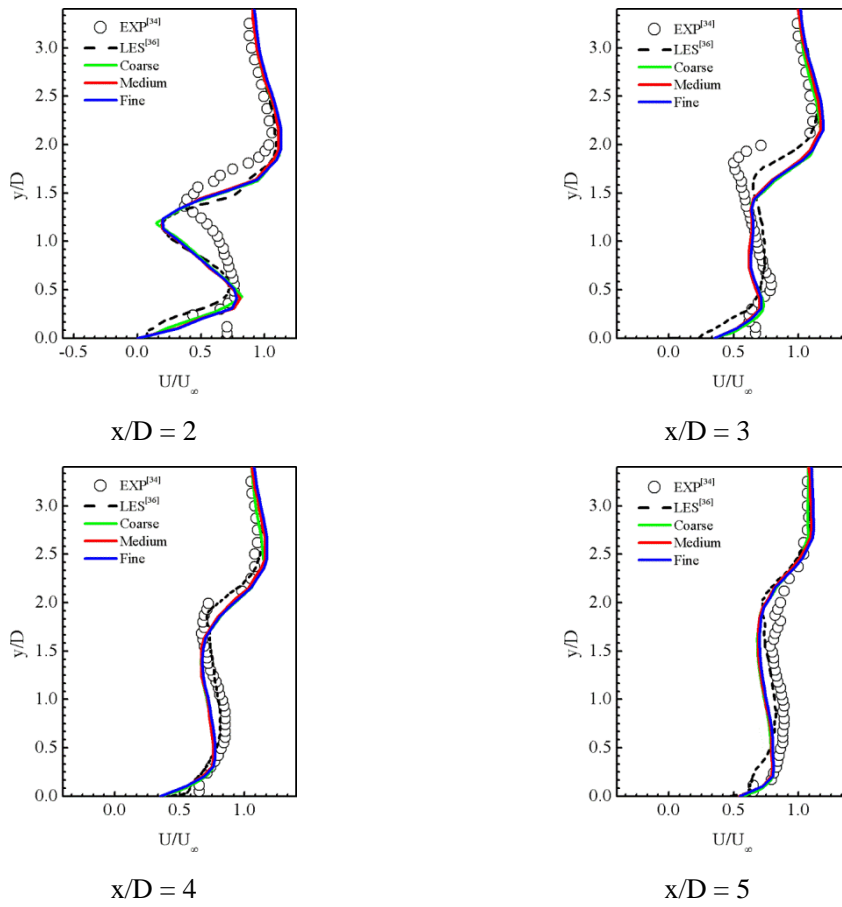 EXP[34]
LES[36]
Coarse
Medium
Fine
3.0
2.5
2.0
1.5
1.0
0.5
0.0
y/D
-0.5 0.0 0.5 1.0
U/U∞
x/D = 2
EXP[34]
LES[36]
Coarse
Medium
Fine
3.0
2.5
2.0
1.5
1.0
0.5
0.0
y/D
0.0 0.5 1.0
U/U∞
x/D = 3
EXP[34]
LES[36]
Coarse
Medium
Fine
3.0
2.5
2.0
1.5
1.0
0.5
0.0
y/D
0.0 0.5 1.0
U/U∞
x/D = 4
EXP[34]
LES[36]
Coarse
Medium
Fine
3.0
2.5
2.0
1.5
1.0
0.5
0.0
y/D
0.0 0.5 1.0
U/U∞
x/D = 5